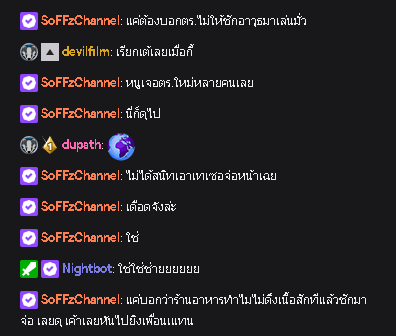 SoFFzChannel: แค่ต้องบอกตร.ไม่ให้ชักอาวุธมาเล่นมั่ว
devilfilm: เรียกเต้เลยเมื่อกี้
SoFFzChannel: หนูเจอตร.ใหม่หลายคนเลย
SoFFzChannel: นี่ก็ดุไป
dupath:
SoFFzChannel: ไม่ได้สนิทเอาเทเซอจ่อหน้าเฉย
SoFFzChannel: เดือดจังล่ะ
SoFFzChannel: ใช่
Nightbot: ใช่ใช่ช่ายยยยยย
SoFFzChannel: แค่บอกว่าร้านอาหารทำไมไม่ดึงเนื้อสักทีแล้วชักมา
จ่อ เลยดุ เค้าเลยหันไปยิงเพื่อนแทน